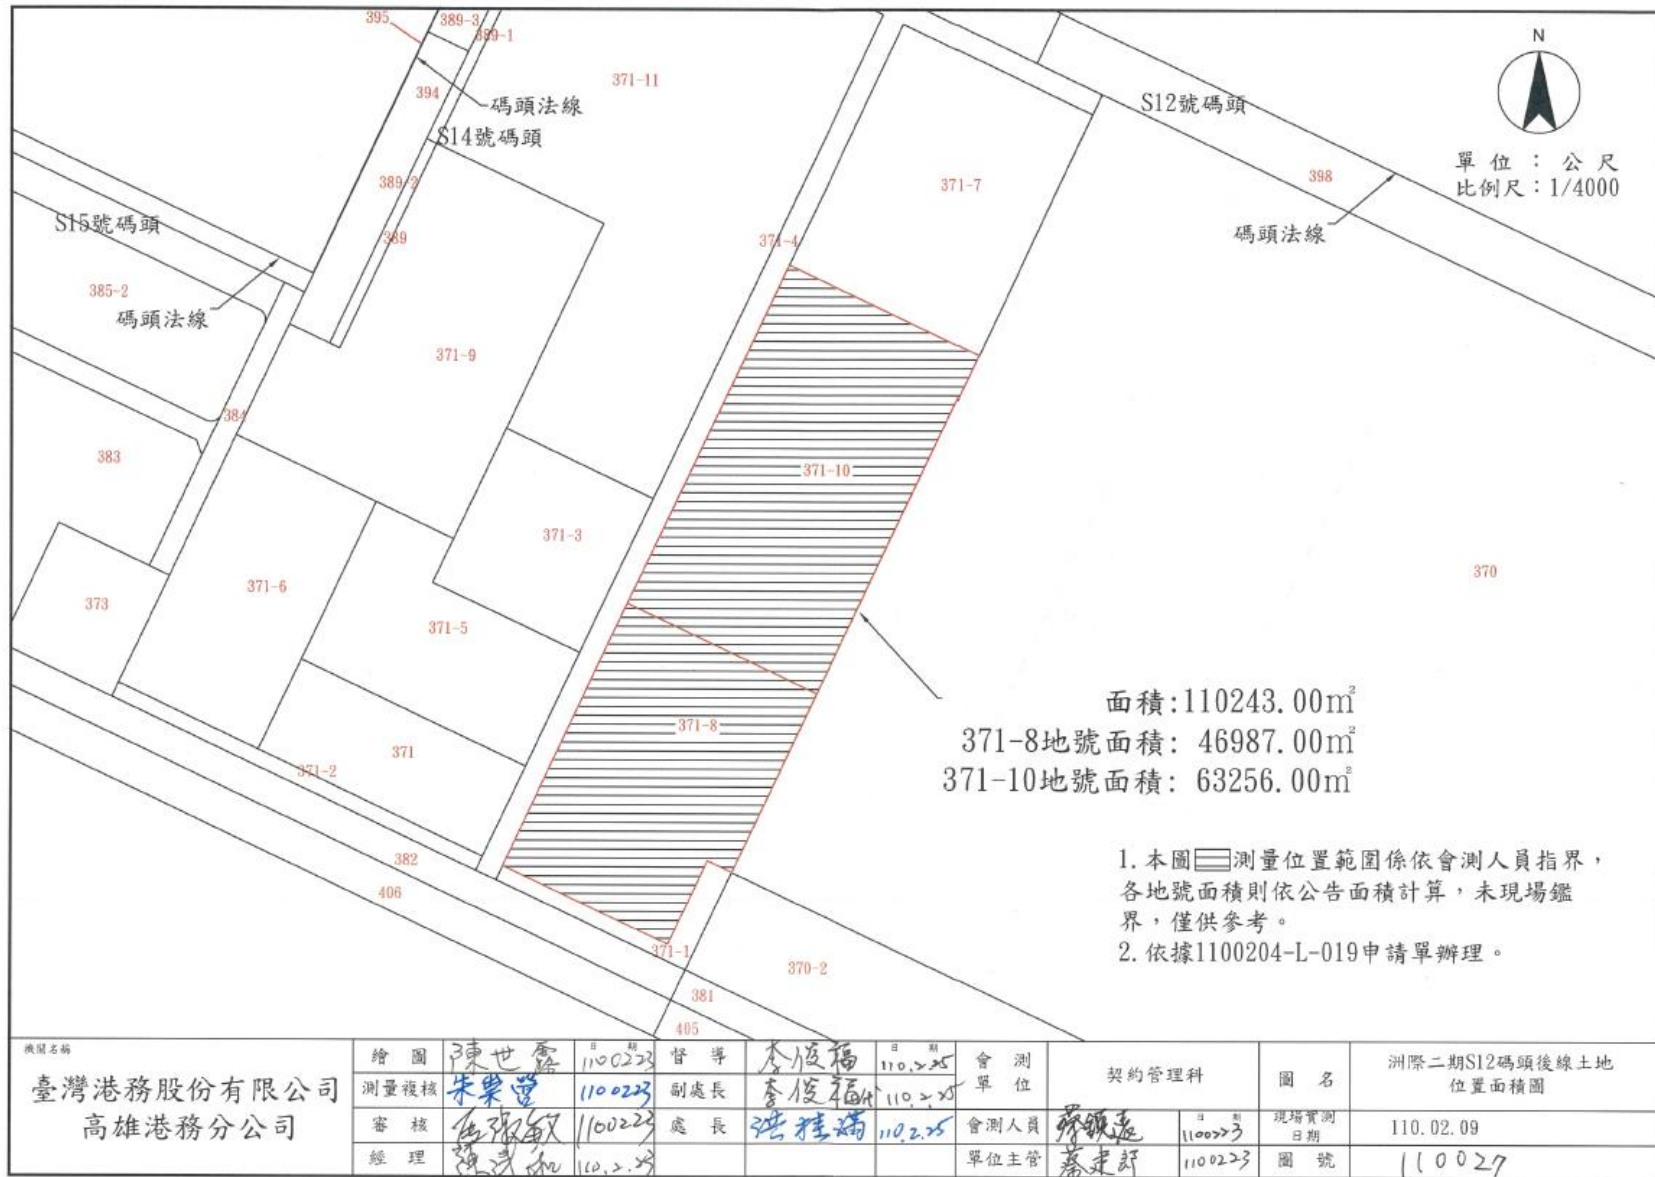 395
389-3
389-1
371-11
394
碼頭法線
S14號碼頭
S12號碼頭
N
單位：公尺
比例尺：1/4000
398
371-7
389-2
389
S15號碼頭
碼頭法線
371-4
385-2
碼頭法線
371-9
384
383
371-10
371-3
370
371-6
373
371-5
面積:110243.00㎡
371-8
371-8地號面積: 46987.00㎡
371
371-2
371-10地號面積: 63256.00㎡
382
406
1.本圖測量位置範圍係依會測人員指界，
各地號面積則依公告面積計算，未現場鑑
界，僅供參考。
2.依據1100204-L-019申請單辦理。
371-1
370-2
381
405
機關名稱
臺灣港務股份有限公司
高雄港務分公司
繪圖 陳世 日期 1100223 督導 李俊福 日期 110.2.25 會測單位 契約管理科 圖名 洲際二期S12碼頭後線土地位置面積圖
測量複核 1100223 副處長 李俊福代 110.2.25
審核 1100223 處長 110.2.25 會測人員 日期 1100223 現場實測日期 110.02.09
經理 110.2.25 單位主管 1100223 圖號 110027